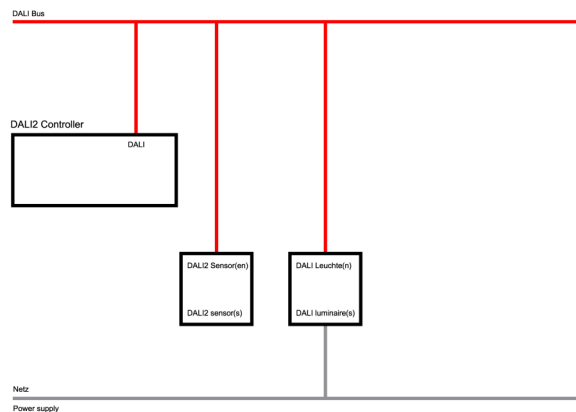 DALI Bus
DALI2 Controller
DALI
DALI2 Sensor(en)
DALI2 sensor(s)
DALI Leuchte(n)
DALI luminaire(s)
Netz
Power supply